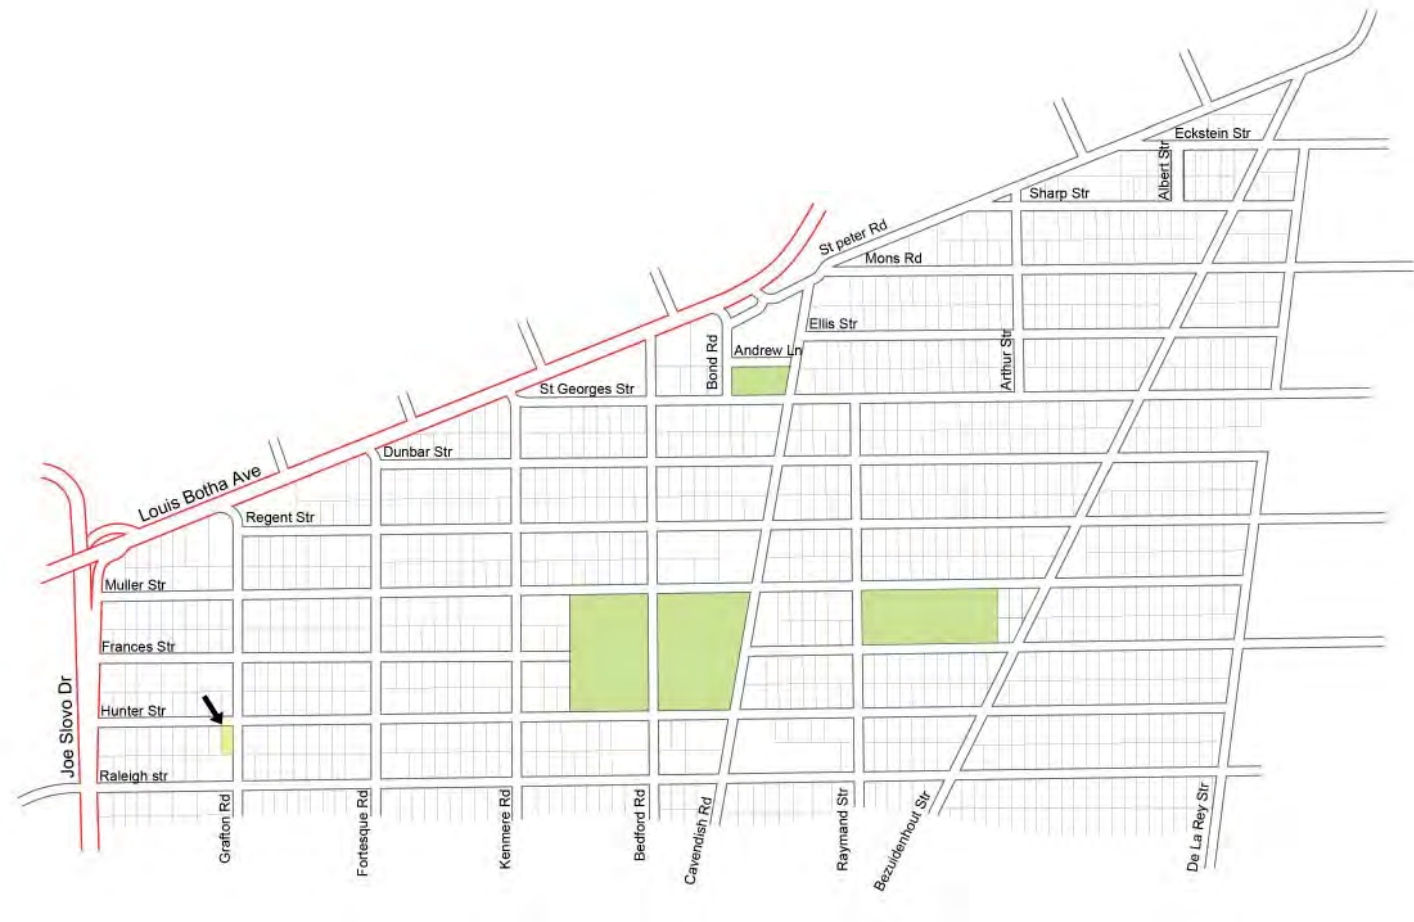 Eckstein Str
Albert Str
Sharp Str
St peter Rd
Mons Rd
Ellis Str
Arthur Str
Bond Rd
Andrew Ln
St Georges Str
Dunbar Str
Louis Botha Ave
Regent Str
Muller Str
Frances Str
Hunter Str
Joe Slovo Dr
Raleigh str
Grafton Rd
Fortesque Rd
Kenmere Rd
Bedford Rd
Cavendish Rd
Raymand Str
Bezuidenhout Str
De La Rey Str